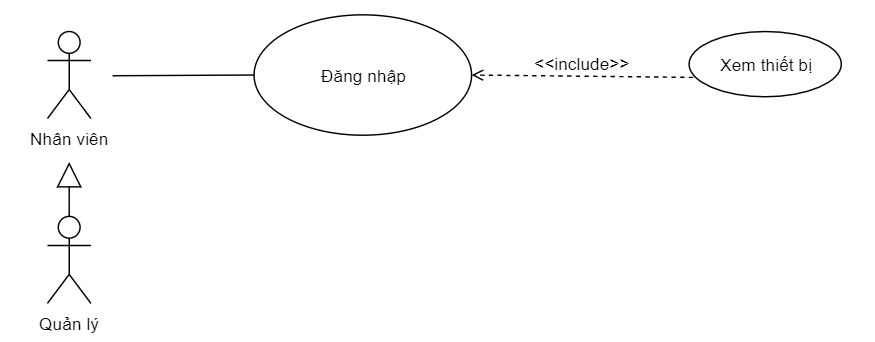 Đăng nhập
<<include>>
Xem thiết bị
Nhân viên
Quản lý